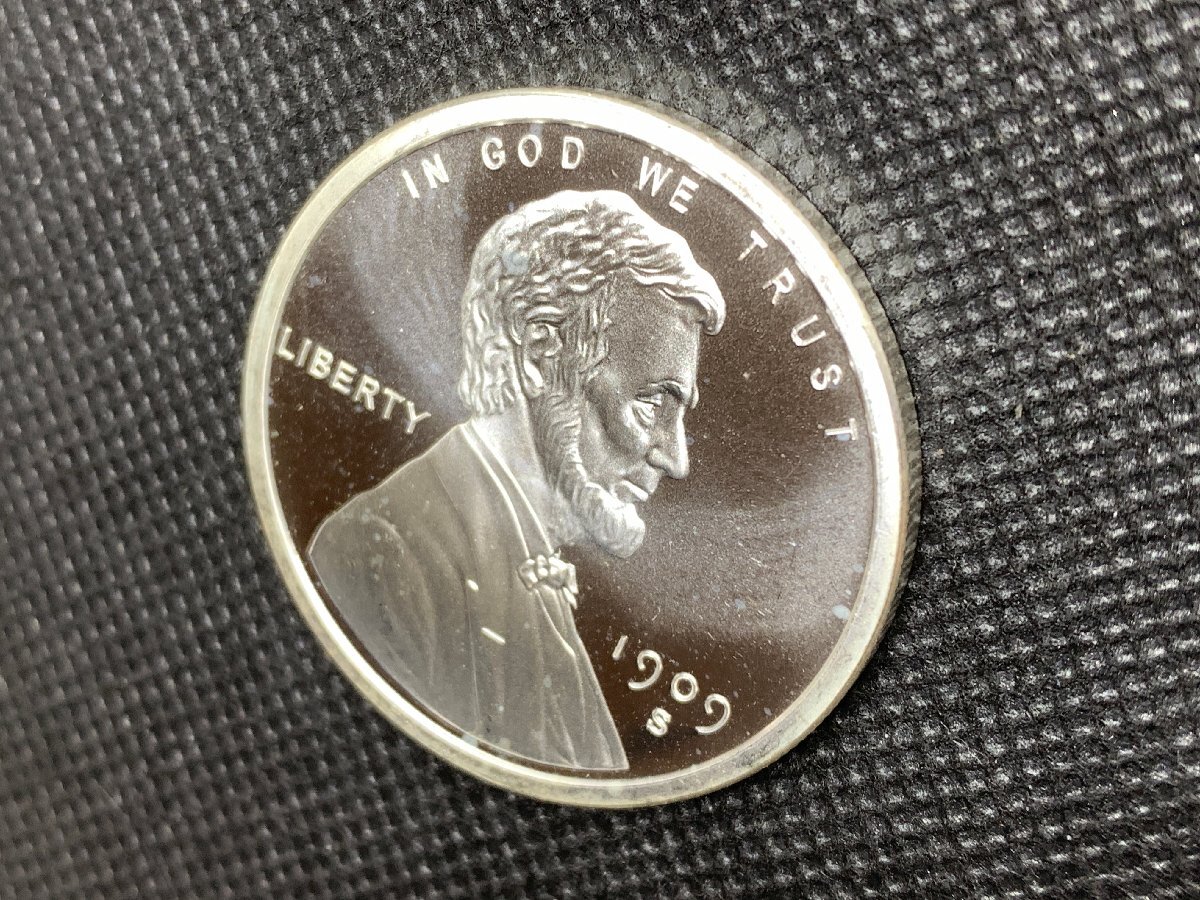 IN GOD WE TRUST
LIBERTY
1909
S